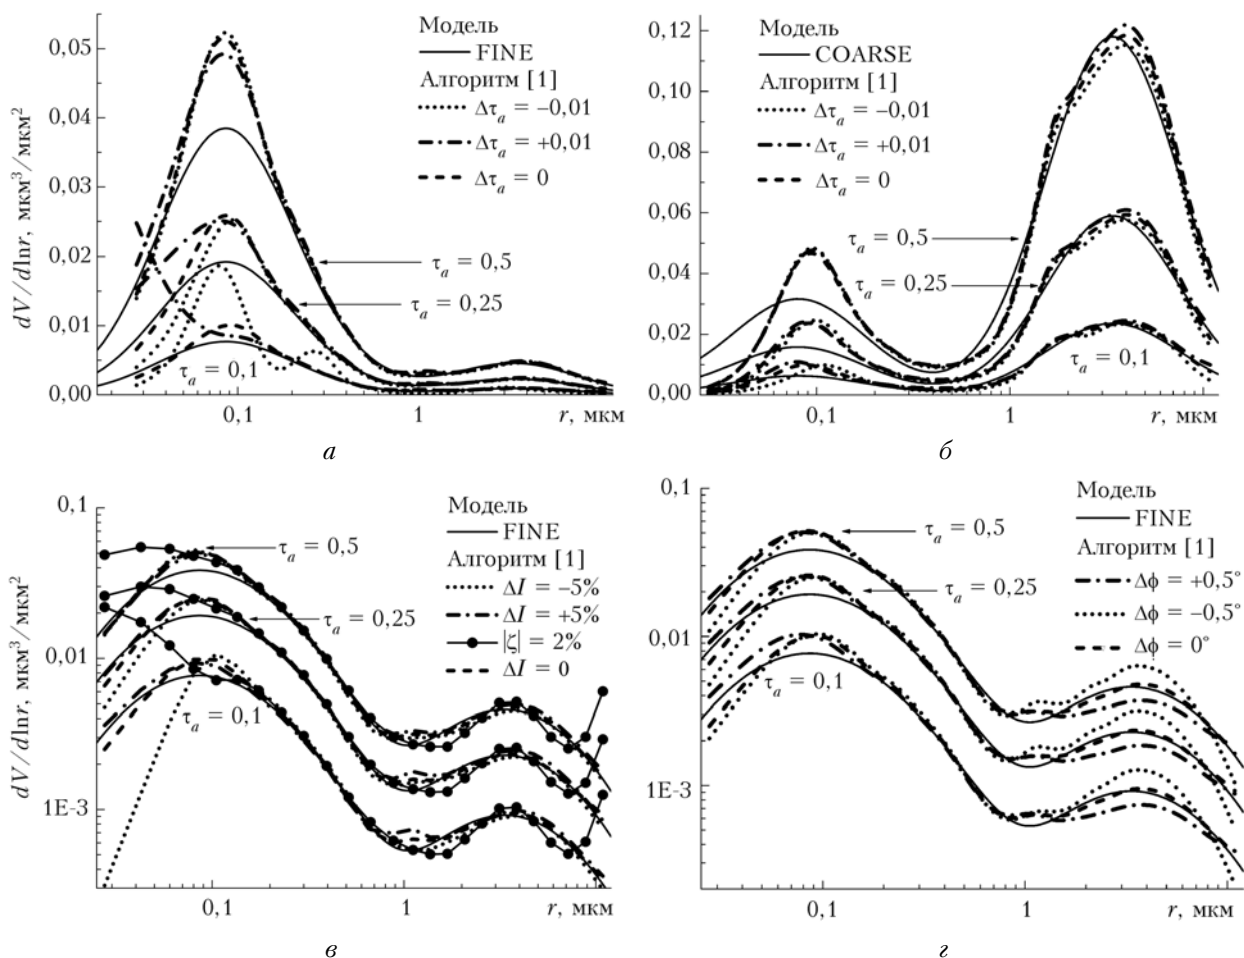 dV/dlnr, мкм³/мкм²
0,05
0,04
0,03
0,02
0,01
0,00
Модель
FINE
Алгоритм [1]
Δτa = –0,01
Δτa = +0,01
Δτa = 0
τa = 0,5
τa = 0,25
τa = 0,1
0,1
1
r, мкм
а
0,12
0,10
0,08
0,06
0,04
0,02
0,00
Модель
COARSE
Алгоритм [1]
Δτa = –0,01
Δτa = +0,01
Δτa = 0
τa = 0,5
τa = 0,25
τa = 0,1
0,1
1
r, мкм
б
dV/dlnr, мкм³/мкм²
0,1
0,01
1E-3
Модель
FINE
Алгоритм [1]
ΔI = –5%
ΔI = +5%
|ζ| = 2%
ΔI = 0
τa = 0,5
τa = 0,25
τa = 0,1
0,1
1
r, мкм
в
0,1
0,01
1E-3
Модель
FINE
Алгоритм [1]
Δϕ = +0,5°
Δϕ = –0,5°
Δϕ = 0°
τa = 0,5
τa = 0,25
τa = 0,1
0,1
1
r, мкм
г